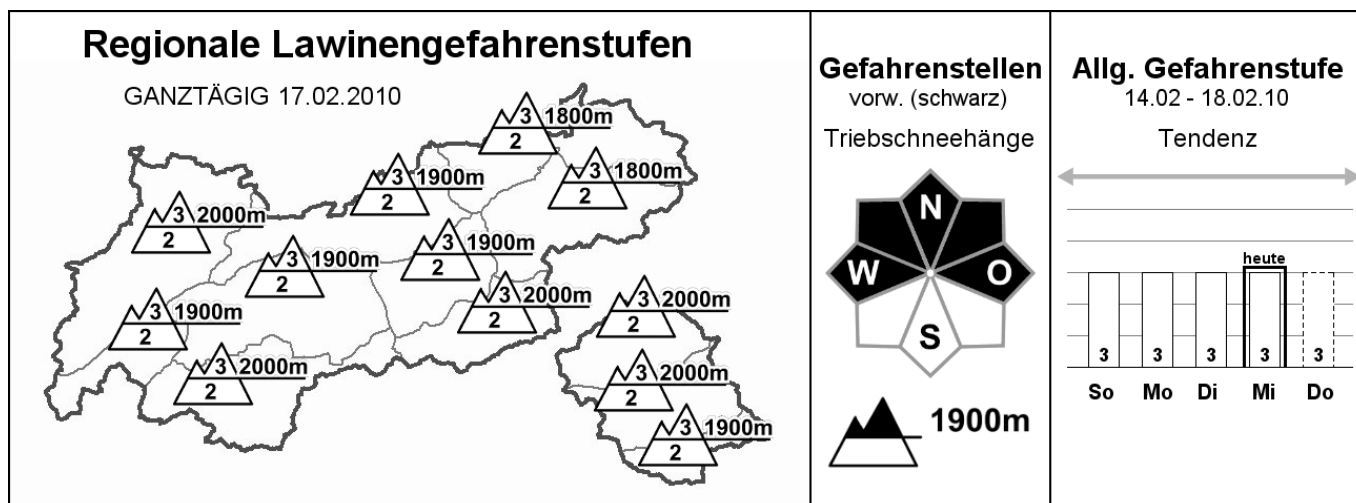 Regionale Lawinengefahrenstufen
GANZTÄGIG 17.02.2010
3 1800m
2
3 1800m
2
3 1900m
2
3 2000m
2
3 1900m
2
3 1900m
2
3 2000m
2
3 2000m
2
3 1900m
2
3 2000m
2
3 2000m
2
3 1900m
2
Gefahrenstellen
vorw. (schwarz)
Triebschneehänge
N
W O
S
1900m
Allg. Gefahrenstufe
14.02 - 18.02.10
Tendenz
heute
3 3 3 3 3
So Mo Di Mi Do